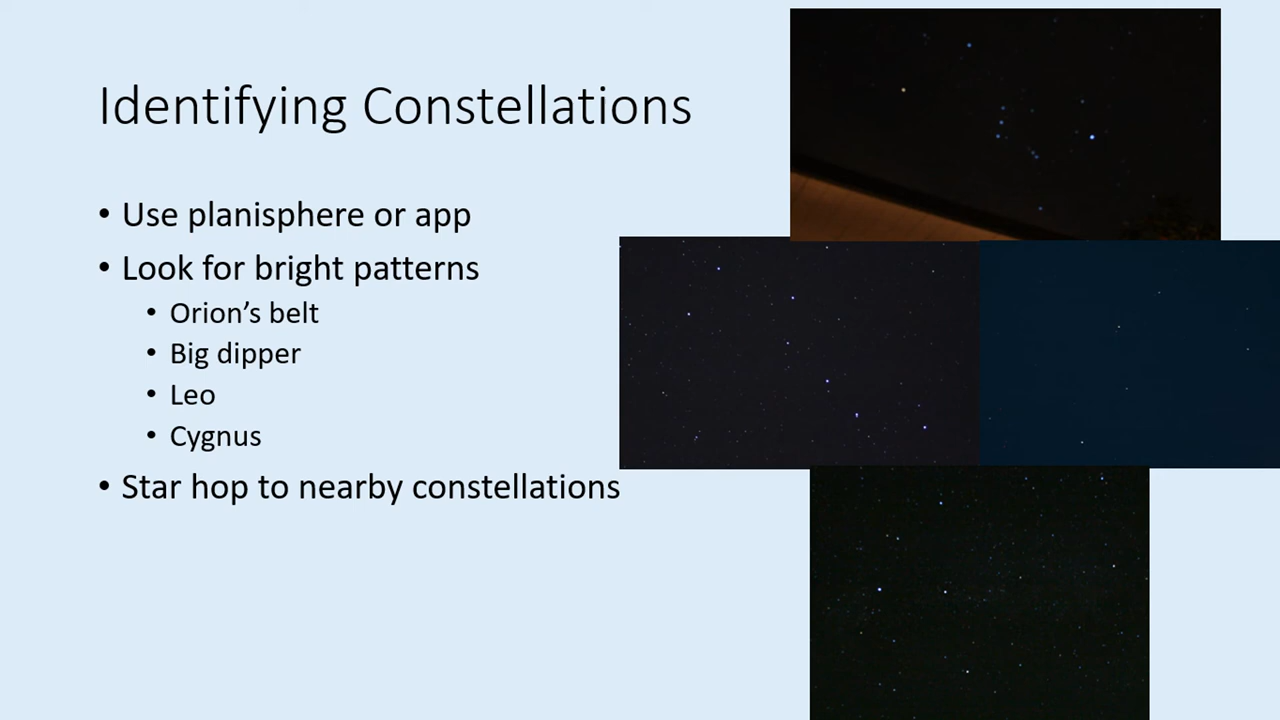 Identifying Constellations
• Use planisphere or app
• Look for bright patterns
• Orion’s belt
• Big dipper
• Leo
• Cygnus
• Star hop to nearby constellations